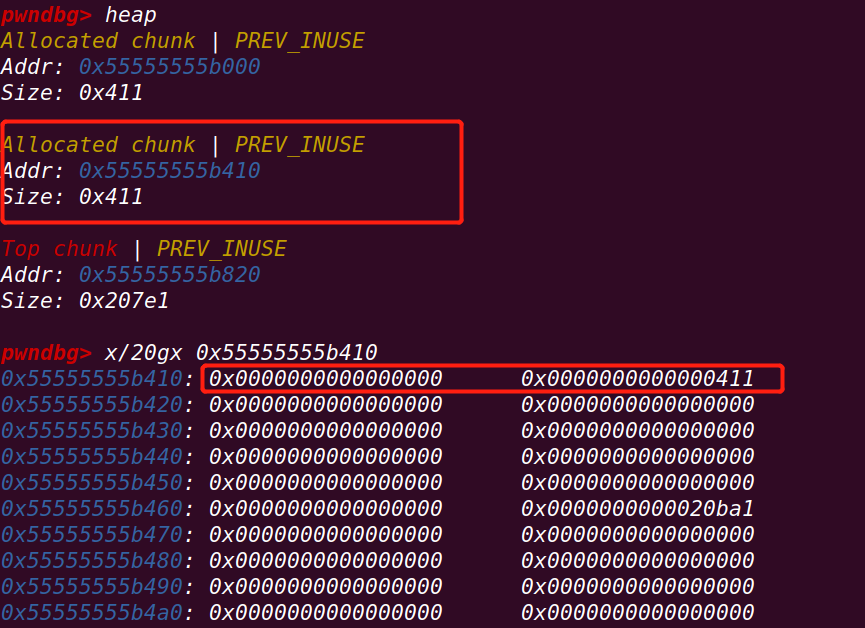 pwndbg> heap
Allocated chunk | PREV_INUSE
Addr: 0x55555555b000
Size: 0x411
Allocated chunk | PREV_INUSE
Addr: 0x55555555b410
Size: 0x411
Top chunk | PREV_INUSE
Addr: 0x55555555b820
Size: 0x207e1
pwndbg> x/20gx 0x55555555b410
0x55555555b410: 0x0000000000000000 0x0000000000000411
0x55555555b420: 0x0000000000000000 0x0000000000000000
0x55555555b430: 0x0000000000000000 0x0000000000000000
0x55555555b440: 0x0000000000000000 0x0000000000000000
0x55555555b450: 0x0000000000000000 0x0000000000000000
0x55555555b460: 0x0000000000000000 0x0000000000020ba1
0x55555555b470: 0x0000000000000000 0x0000000000000000
0x55555555b480: 0x0000000000000000 0x0000000000000000
0x55555555b490: 0x0000000000000000 0x0000000000000000
0x55555555b4a0: 0x0000000000000000 0x0000000000000000